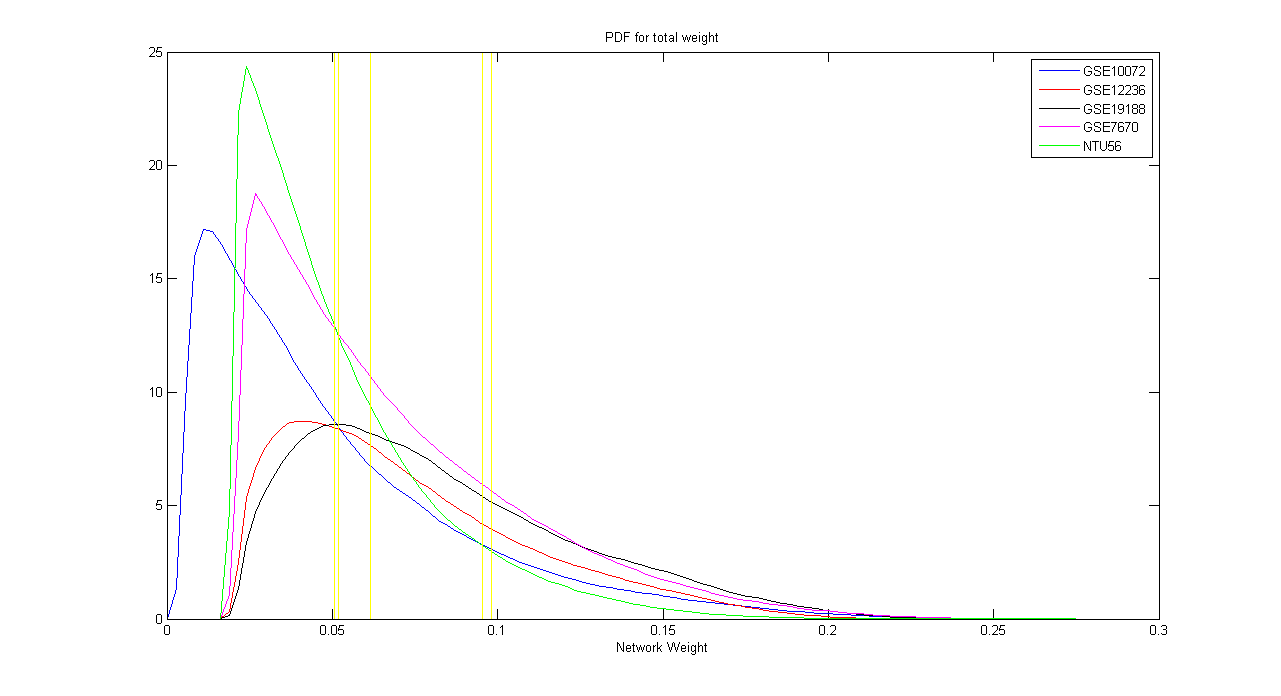 PDF for total weight
25
20
15
10
5
0
0 0.05 0.1 0.15 0.2 0.25 0.3
Network Weight
GSE10072
GSE12236
GSE19188
GSE7670
NTU56